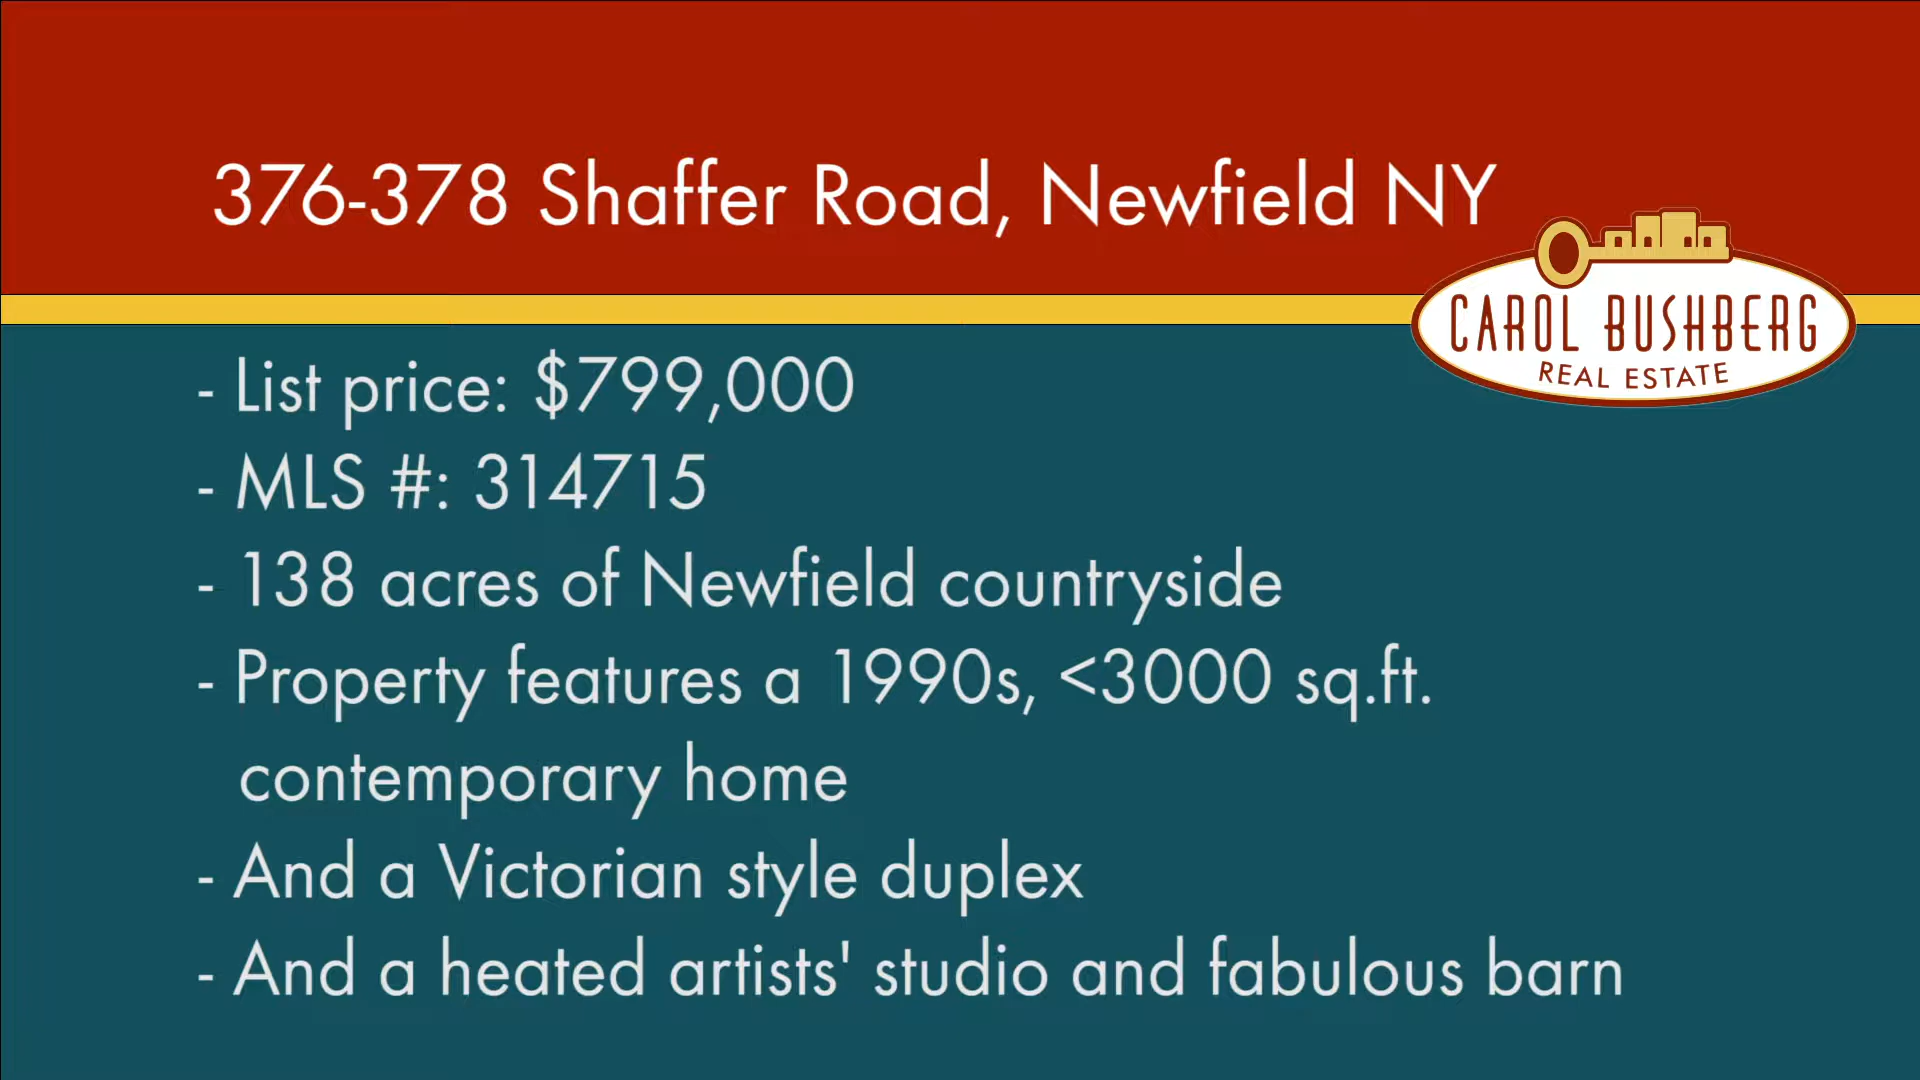 376-378 Shaffer Road, Newfield NY
CAROL BUSHBERG
REAL ESTATE
- List price: $799,000
- MLS #: 314715
- 138 acres of Newfield countryside
- Property features a 1990s, <3000 sq.ft.
contemporary home
- And a Victorian style duplex
- And a heated artists' studio and fabulous barn